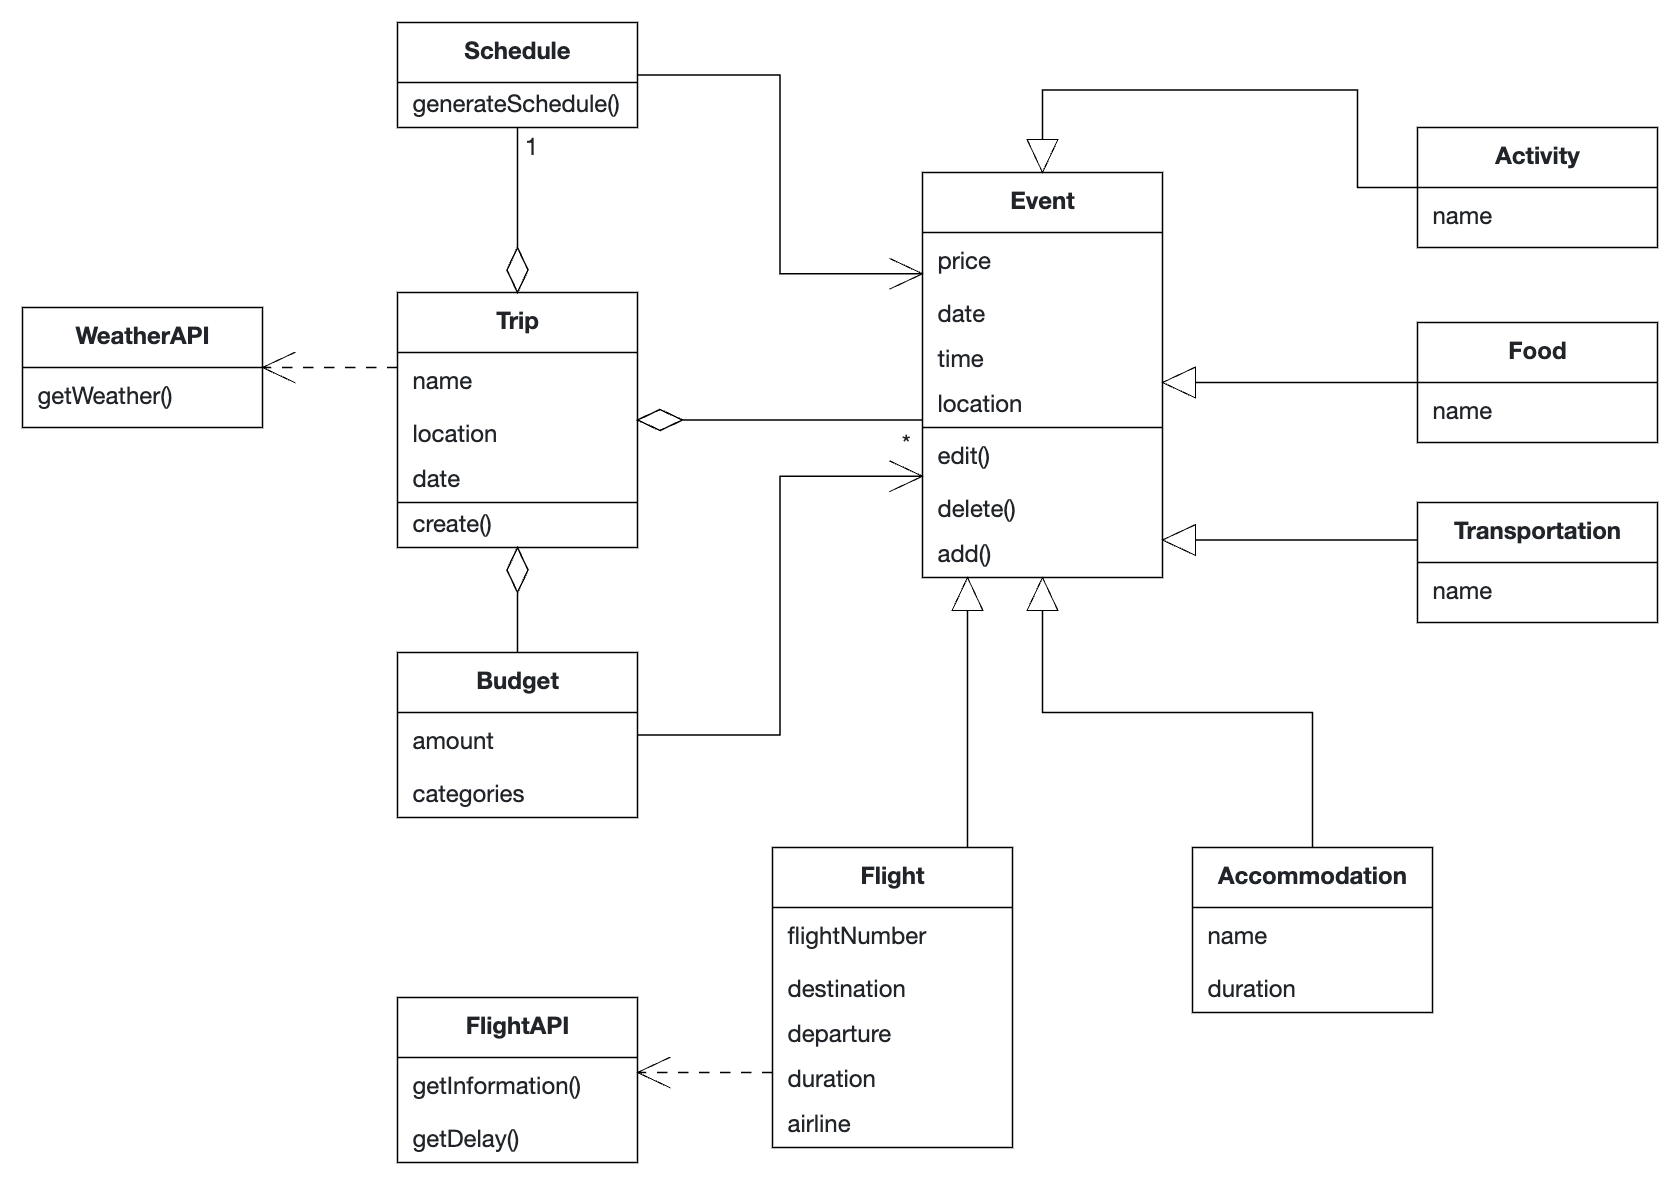 Schedule
generateSchedule()
1
Activity
name
Event
price
date
time
location
edit()
delete()
add()
WeatherAPI
getWeather()
Trip
name
location
date
create()
*
Food
name
Transportation
name
Budget
amount
categories
Flight
flightNumber
destination
departure
duration
airline
Accommodation
name
duration
FlightAPI
getInformation()
getDelay()